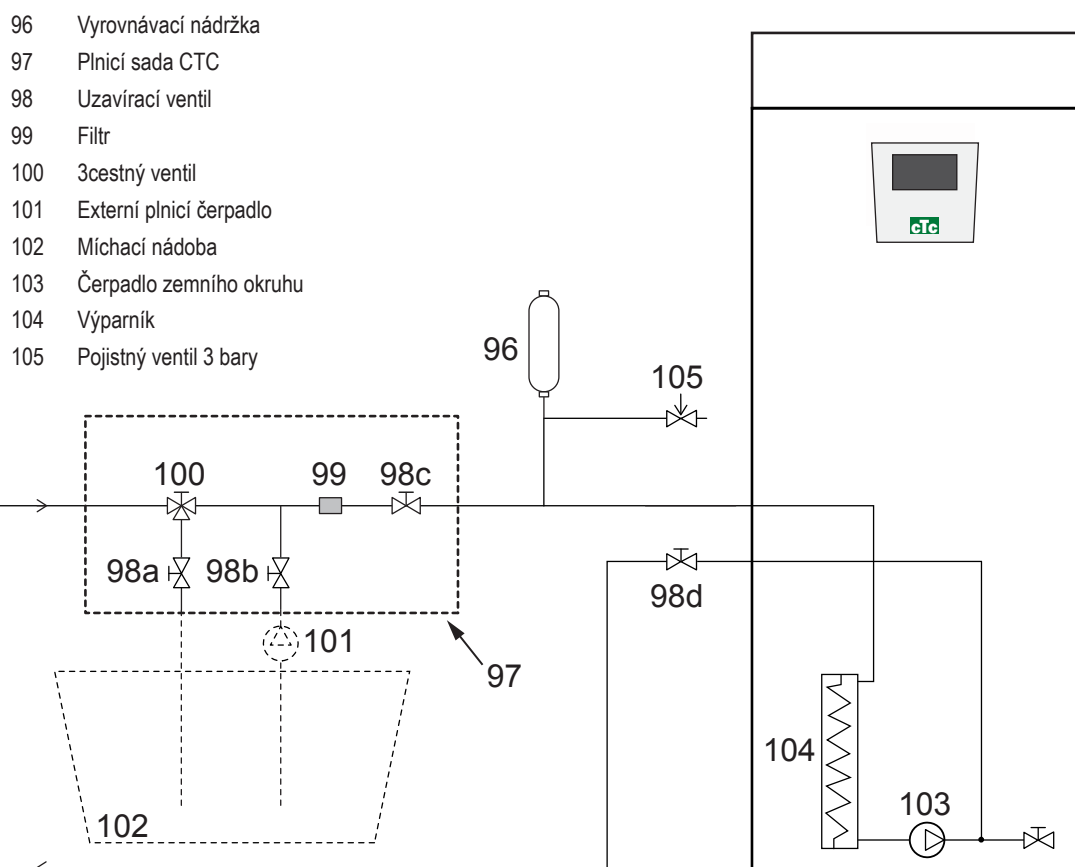 96 Vyrovnávací nádržka
97 Plnicí sada CTC
98 Uzavírací ventil
99 Filtr
100 3cestný ventil
101 Externí plnicí čerpadlo
102 Míchací nádoba
103 Čerpadlo zemního okruhu
104 Výparník
105 Pojistný ventil 3 bary
cTc
96
105
100
99
98c
98a
98b
98d
101
97
104
103
102